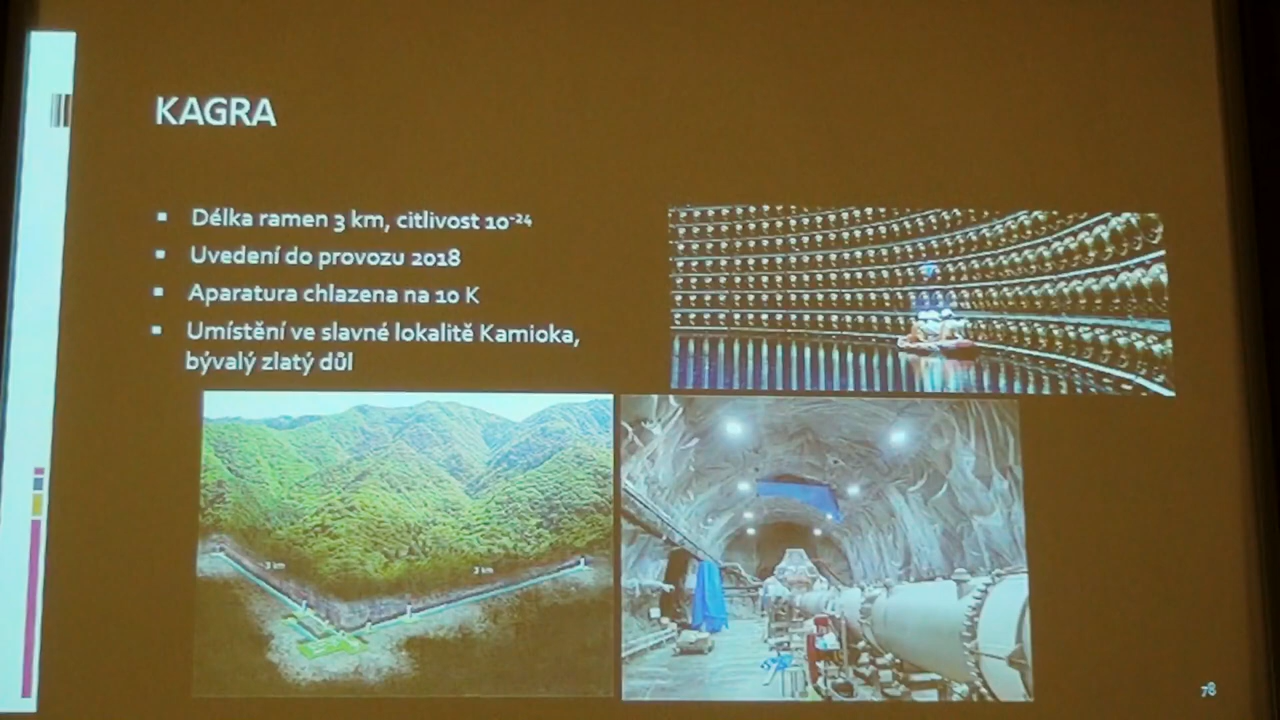 KAGRA
▪ Délka ramen 3 km, citlivost 10⁻²⁴
▪ Uvedení do provozu 2018
▪ Aparatura chlazena na 10 K
▪ Umístění ve slavné lokalitě Kamioka,
bývalý zlatý důl
3 km
3 km
78